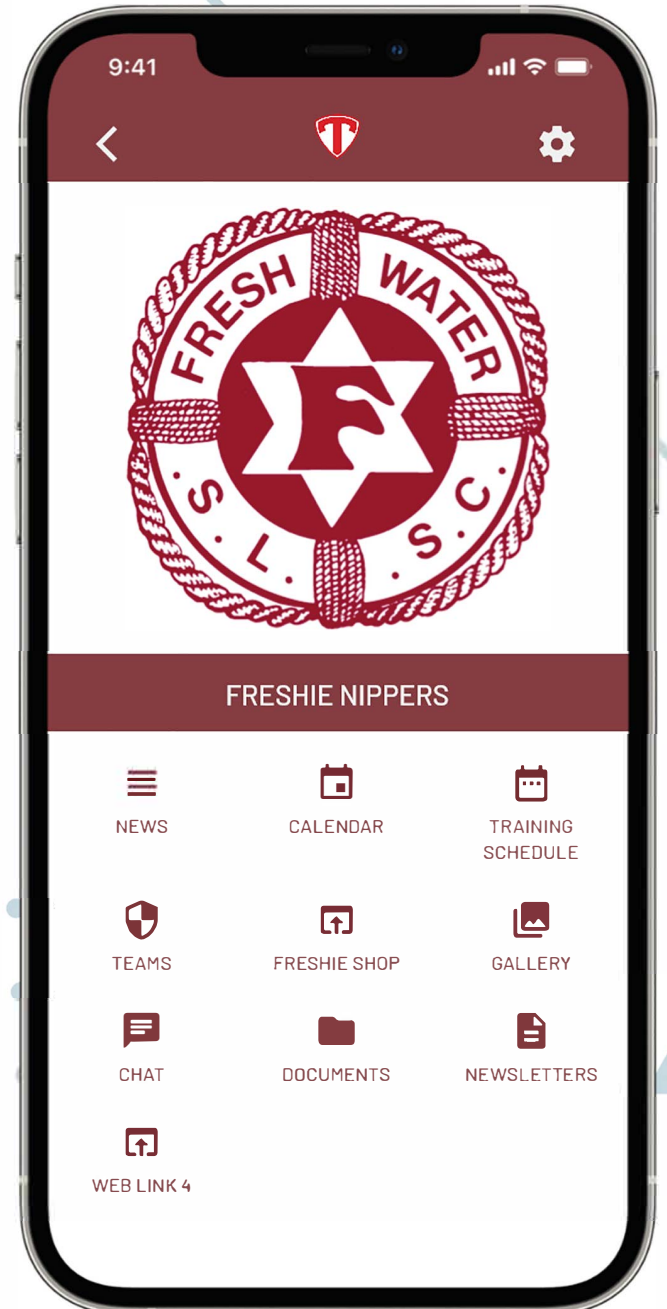 9:41
FRESH WATER
F
. S. L. . S. C.
FRESHIE NIPPERS
NEWS
CALENDAR
TRAINING
SCHEDULE
TEAMS
FRESHIE SHOP
GALLERY
CHAT
DOCUMENTS
NEWSLETTERS
WEB LINK 4